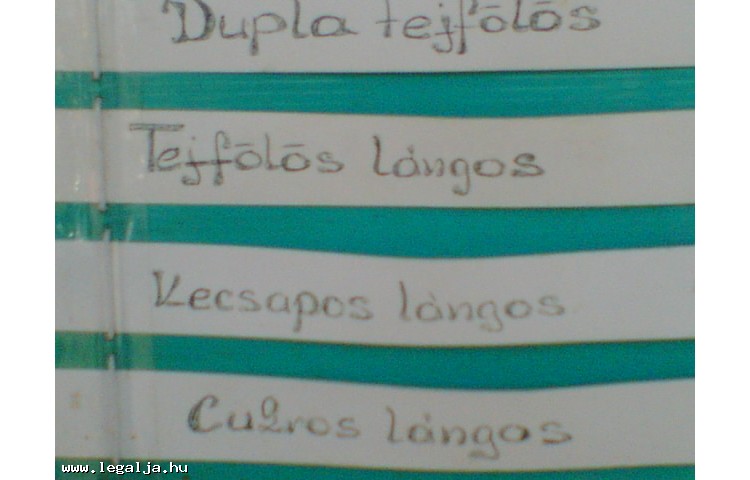 Dupla tejfölös
Tejfölös lángos
Kecsapos lángos
Cukros lángos
www.legalja.hu